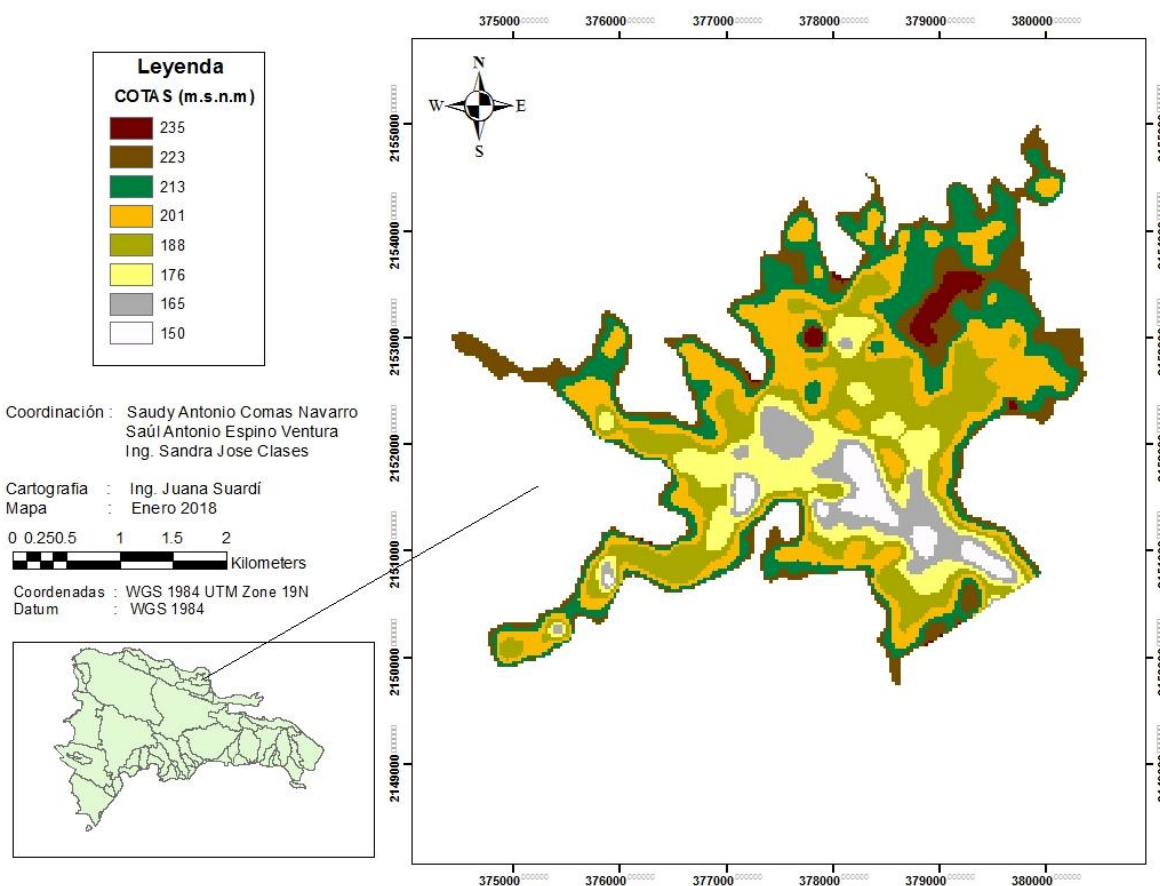 375000 376000 377000 378000 379000 380000
Leyenda
COTAS (m.s.n.m)
235
223
213
201
188
176
165
150
N
W E
S
2155000
2154000
2153000
2152000
2151000
2150000
2149000
Coordinación : Saudy Antonio Comas Navarro
Saúl Antonio Espino Ventura
Ing. Sandra Jose Clases
Cartografia : Ing. Juana Suardí
Mapa : Enero 2018
0 0.250.5 1 1.5 2
Kilometers
Coordenadas : WGS 1984 UTM Zone 19N
Datum : WGS 1984
375000 376000 377000 378000 379000 380000